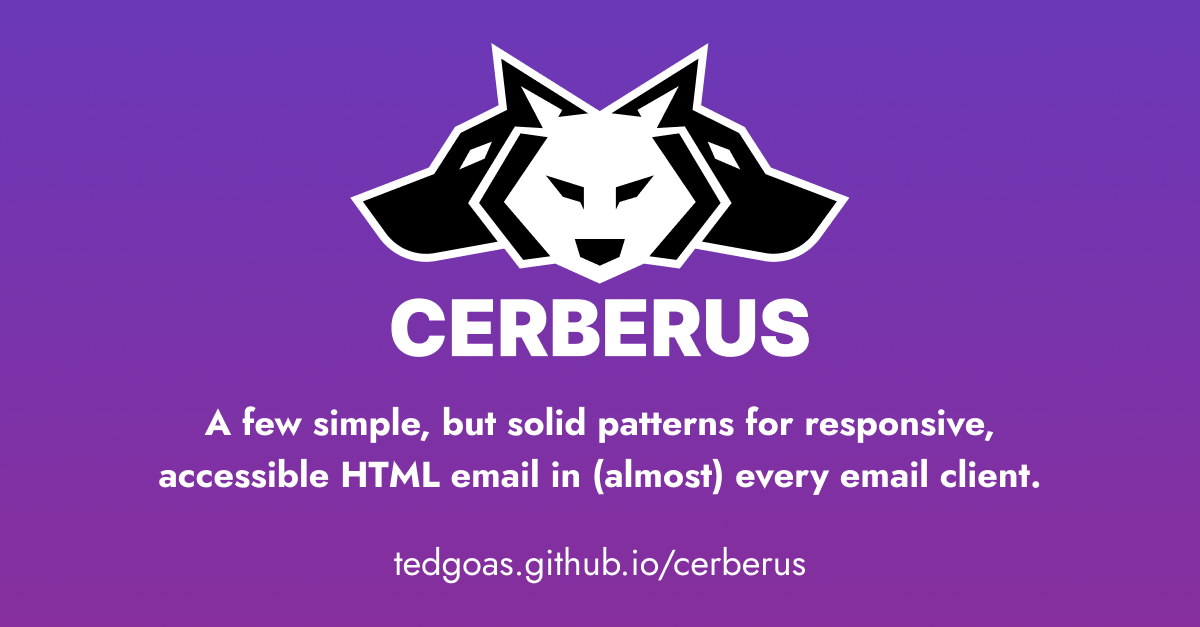 CERBERUS
A few simple, but solid patterns for responsive,
accessible HTML email in (almost) every email client.
tedgoas.github.io/cerberus